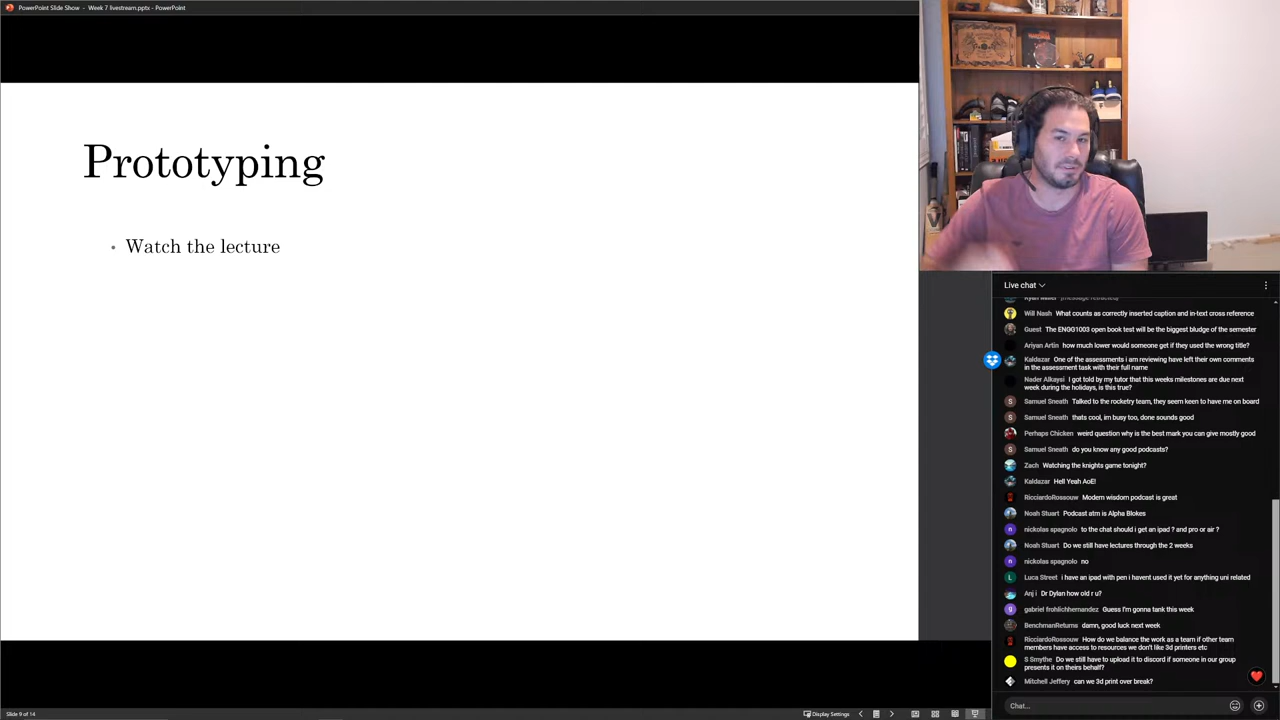 PowerPoint Slide Show - Week 7 livestream.pptx - PowerPoint
Prototyping
• Watch the lecture
Live chat
Will Nash What counts as correctly inserted caption and in-text cross reference
Guest The ENGG1003 open book test will be the biggest bludge of the semester
Ariyan Artin how much lower would someone get if they used the wrong title?
Kaldazar One of the assessments i am reviewing have left their own comments
in the assessment task with their full name
Nader Alkaysi I got told by my tutor that this weeks milestones are due next
week during the holidays, is this true?
S Samuel Sneath Talked to the rocketry team, they seem keen to have me on board
S Samuel Sneath thats cool, im busy too, done sounds good
Perhaps Chicken weird question why is the best mark you can give mostly good
S Samuel Sneath do you know any good podcasts?
Zach Watching the knights game tonight?
Kaldazar Hell Yeah AoE!
RicciardoRossouw Modern wisdom podcast is great
Noah Stuart Podcast atm is Alpha Blokes
n nickolas spagnolo to the chat should i get an ipad ? and pro or air ?
Noah Stuart Do we still have lectures through the 2 weeks
n nickolas spagnolo no
L Luca Street i have an ipad with pen i havent used it yet for anything uni related
Anj i Dr Dylan how old r u?
g gabriel frohlichhernandez Guess I'm gonna tank this week
BenchmanReturns damn, good luck next week
RicciardoRossouw How do we balance the work as a team if other team
members have access to resources we don't like 3d printers etc
S Smythe Do we still have to upload it to discord if someone in our group
presents it on theirs behalf?
Mitchell Jeffery can we 3d print over break?
Chat...
Slide 9 of 14
Display Settings